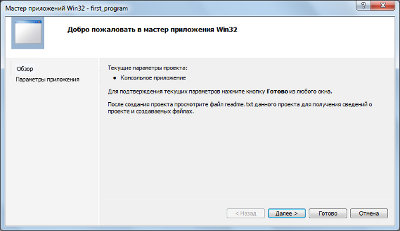 Мастер приложений Win32 - first_program
Добро пожаловать в мастер приложения Win32
Обзор
Параметры приложения
Текущие параметры проекта:
• Консольное приложение
Для подтверждения текущих параметров нажмите кнопку Готово из любого окна.
После создания проекта просмотрите файл readme.txt данного проекта для получения сведений о
проекте и создаваемых файлах.
< Назад
Далее >
Готово
Отмена